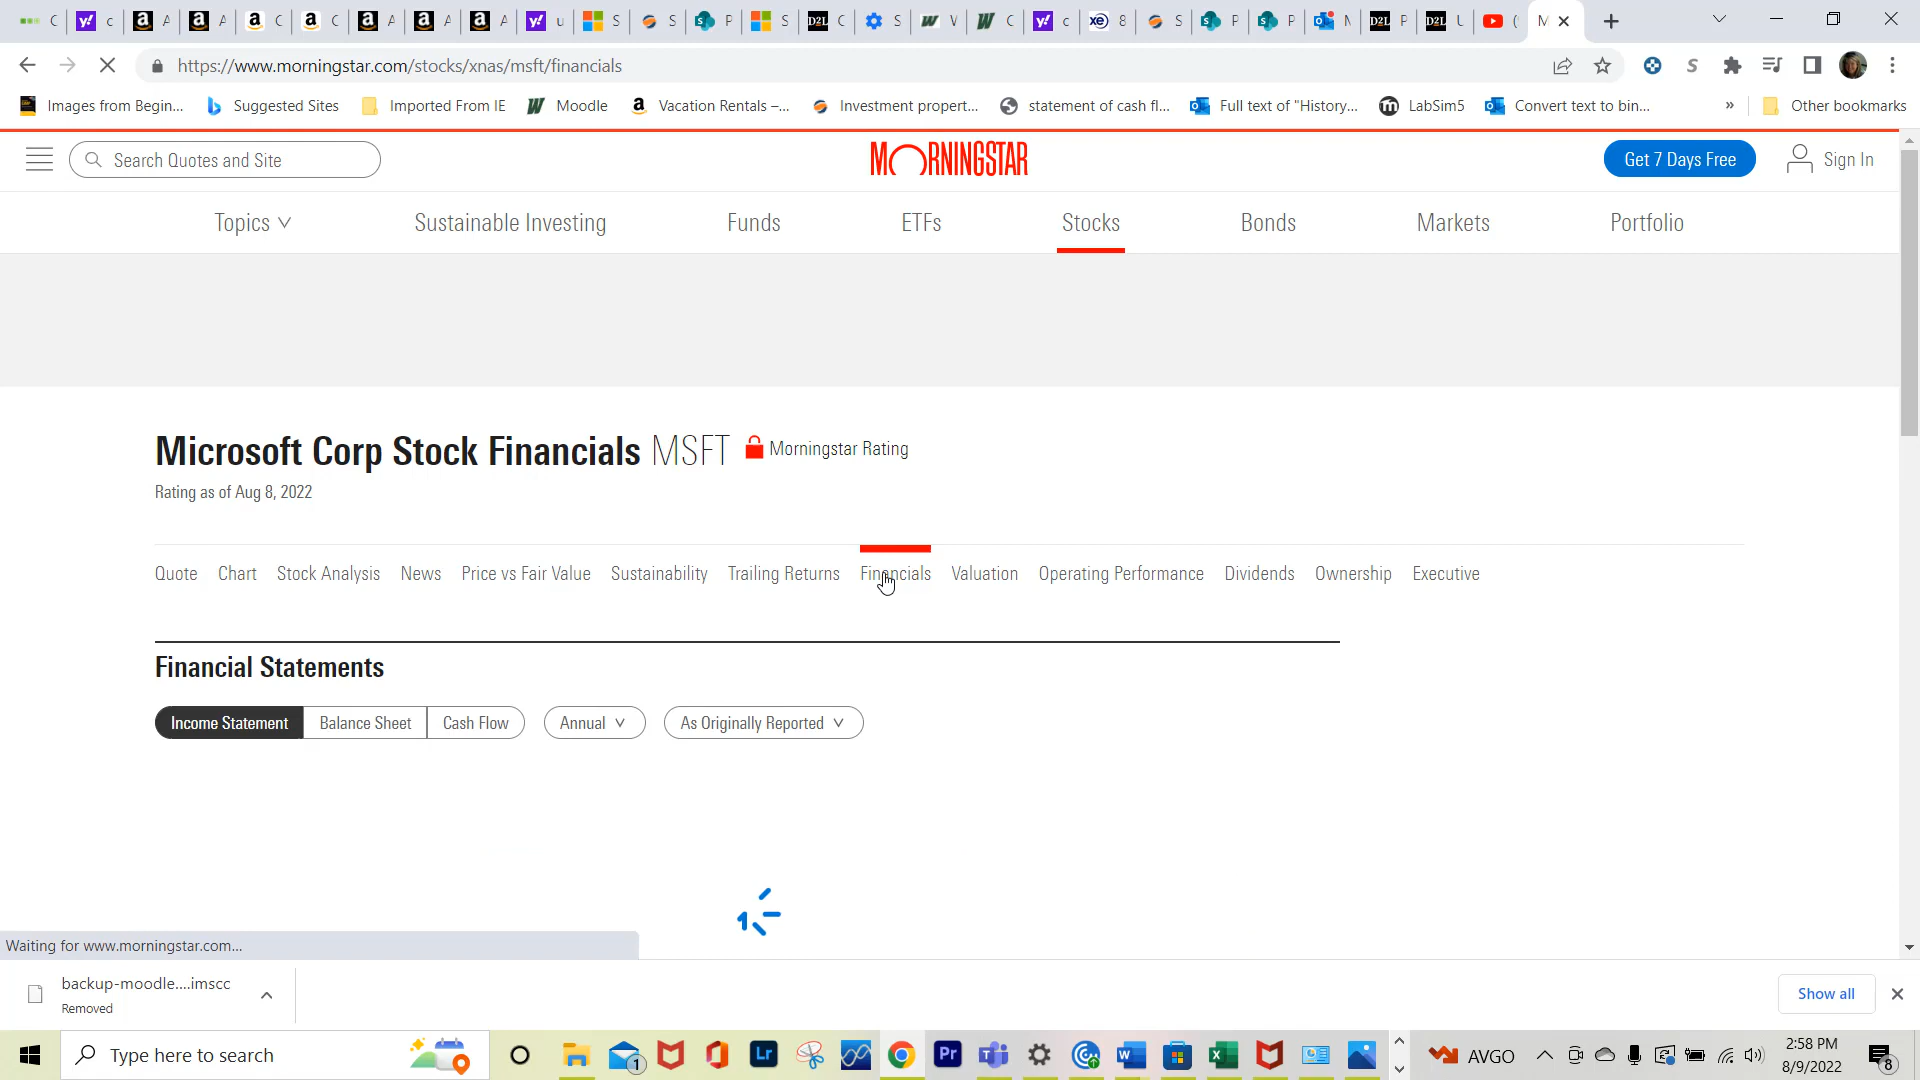 https://www.morningstar.com/stocks/xnas/msft/financials
Images from Begin... Suggested Sites Imported From IE Moodle Vacation Rentals –... Investment propert... statement of cash fl... Full text of "History... LabSim5 Convert text to bin... » Other bookmarks
Search Quotes and Site MORNINGSTAR Get 7 Days Free Sign In
Topics Sustainable Investing Funds ETFs Stocks Bonds Markets Portfolio
Microsoft Corp Stock Financials MSFT Morningstar Rating
Rating as of Aug 8, 2022
Quote Chart Stock Analysis News Price vs Fair Value Sustainability Trailing Returns Financials Valuation Operating Performance Dividends Ownership Executive
Financial Statements
Income Statement Balance Sheet Cash Flow Annual As Originally Reported
Waiting for www.morningstar.com...
backup-moodle....imscc
Removed
Show all
Type here to search
AVGO
2:58 PM
8/9/2022